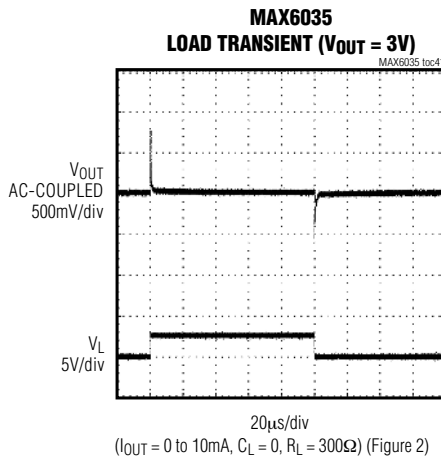 MAX6035
LOAD TRANSIENT (VOUT = 3V)
MAX6035 toc4
VOUT
AC-COUPLED
500mV/div
VL
5V/div
20µs/div
(IOUT = 0 to 10mA, CL = 0, RL = 300Ω) (Figure 2)